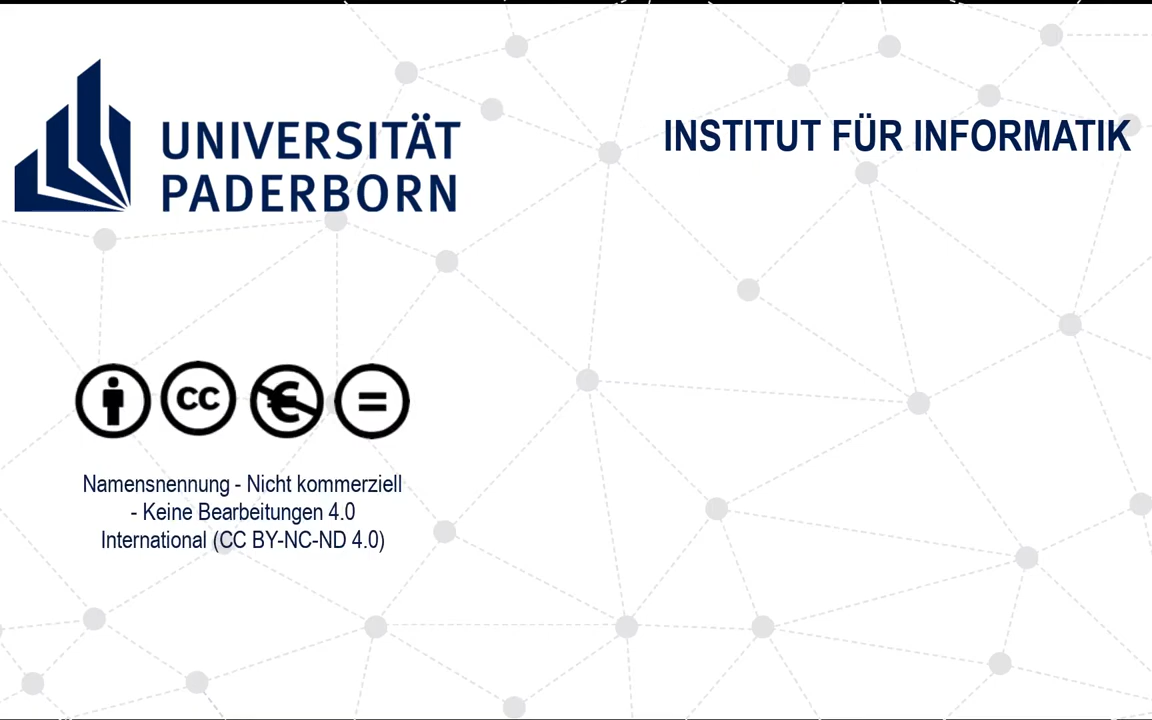 UNIVERSITÄT
PADERBORN
INSTITUT FÜR INFORMATIK
cc
€
=
Namensnennung - Nicht kommerziell
- Keine Bearbeitungen 4.0
International (CC BY-NC-ND 4.0)